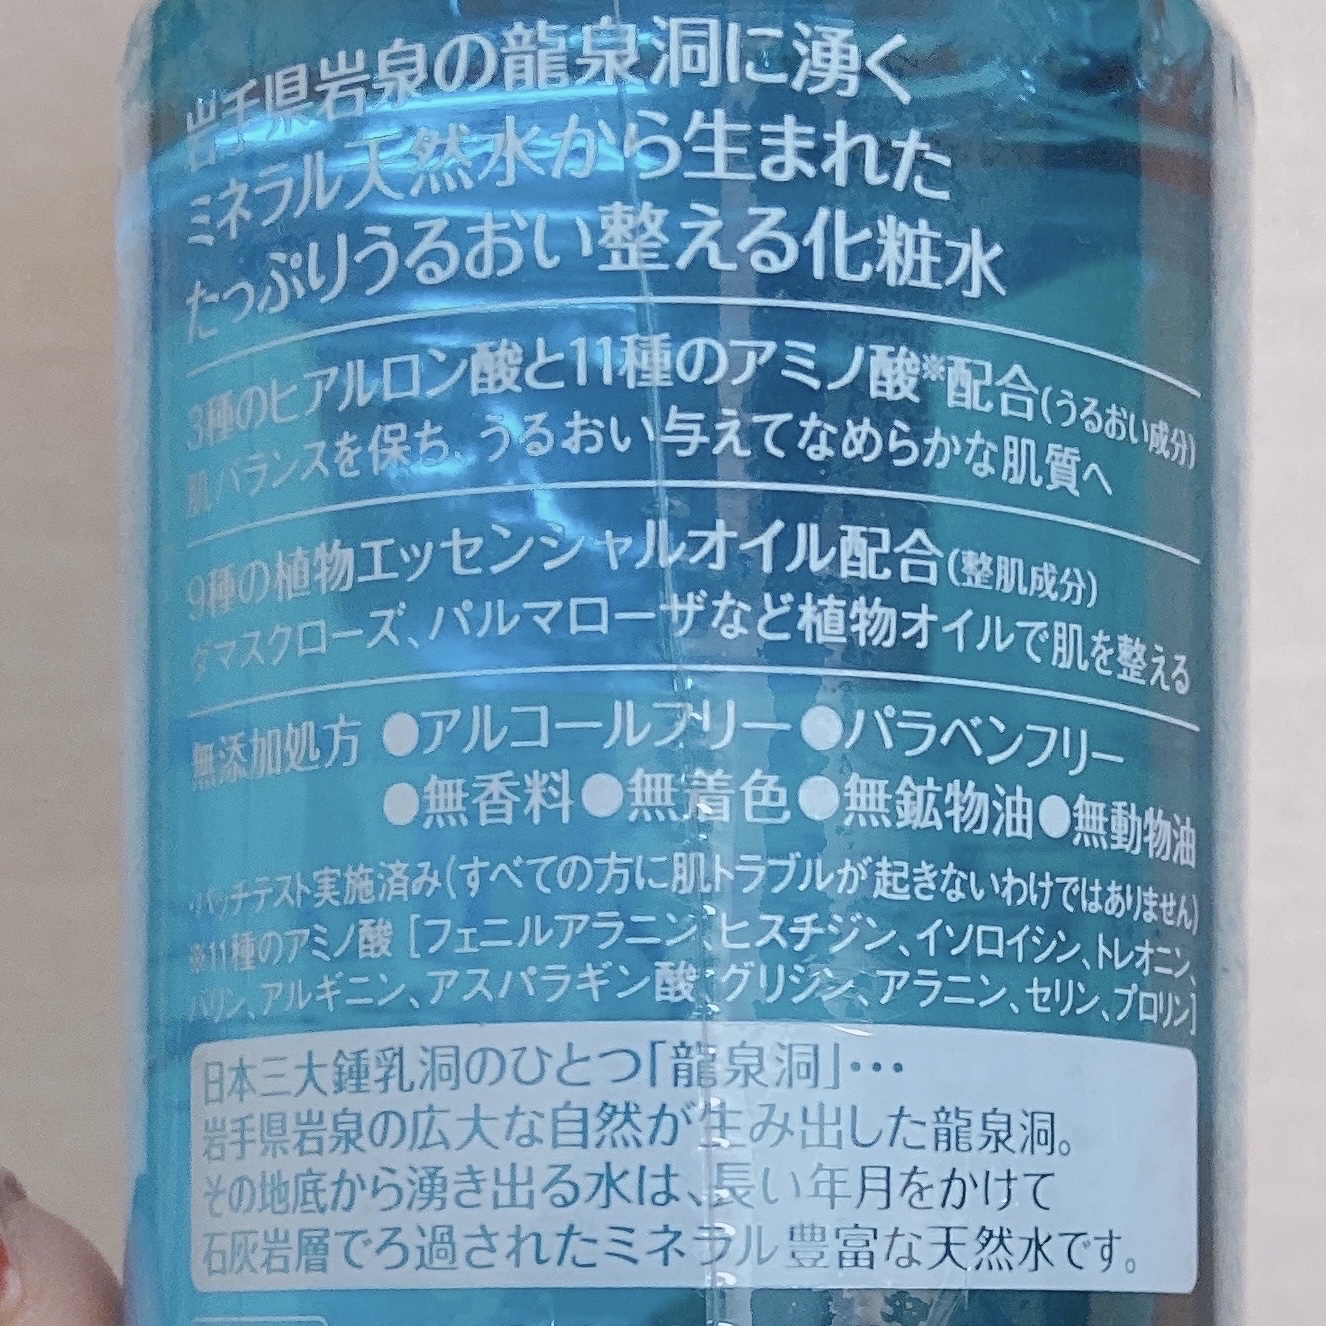 岩手県岩泉の龍泉洞に湧く
ミネラル天然水から生まれた
たっぷりうるおい整える化粧水
3種のヒアルロン酸と11種のアミノ酸※配合(うるおい成分)
肌バランスを保ち、うるおい与えてなめらかな肌質へ
9種の植物エッセンシャルオイル配合(整肌成分)
ダマスクローズ、パルマローザなど植物オイルで肌を整える
無添加処方 ●アルコールフリー●パラベンフリー
●無香料●無着色●無鉱物油●無動物油
・パッチテスト実施済み(すべての方に肌トラブルが起きないわけではありません)
※11種のアミノ酸［フェニルアラニン、ヒスチジン、イソロイシン、トレオニン、
バリン、アルギニン、アスパラギン酸、グリシン、アラニン、セリン、プロリン］
日本三大鍾乳洞のひとつ「龍泉洞」…
岩手県岩泉の広大な自然が生み出した龍泉洞。
その地底から湧き出る水は、長い年月をかけて
石灰岩層でろ過されたミネラル豊富な天然水です。